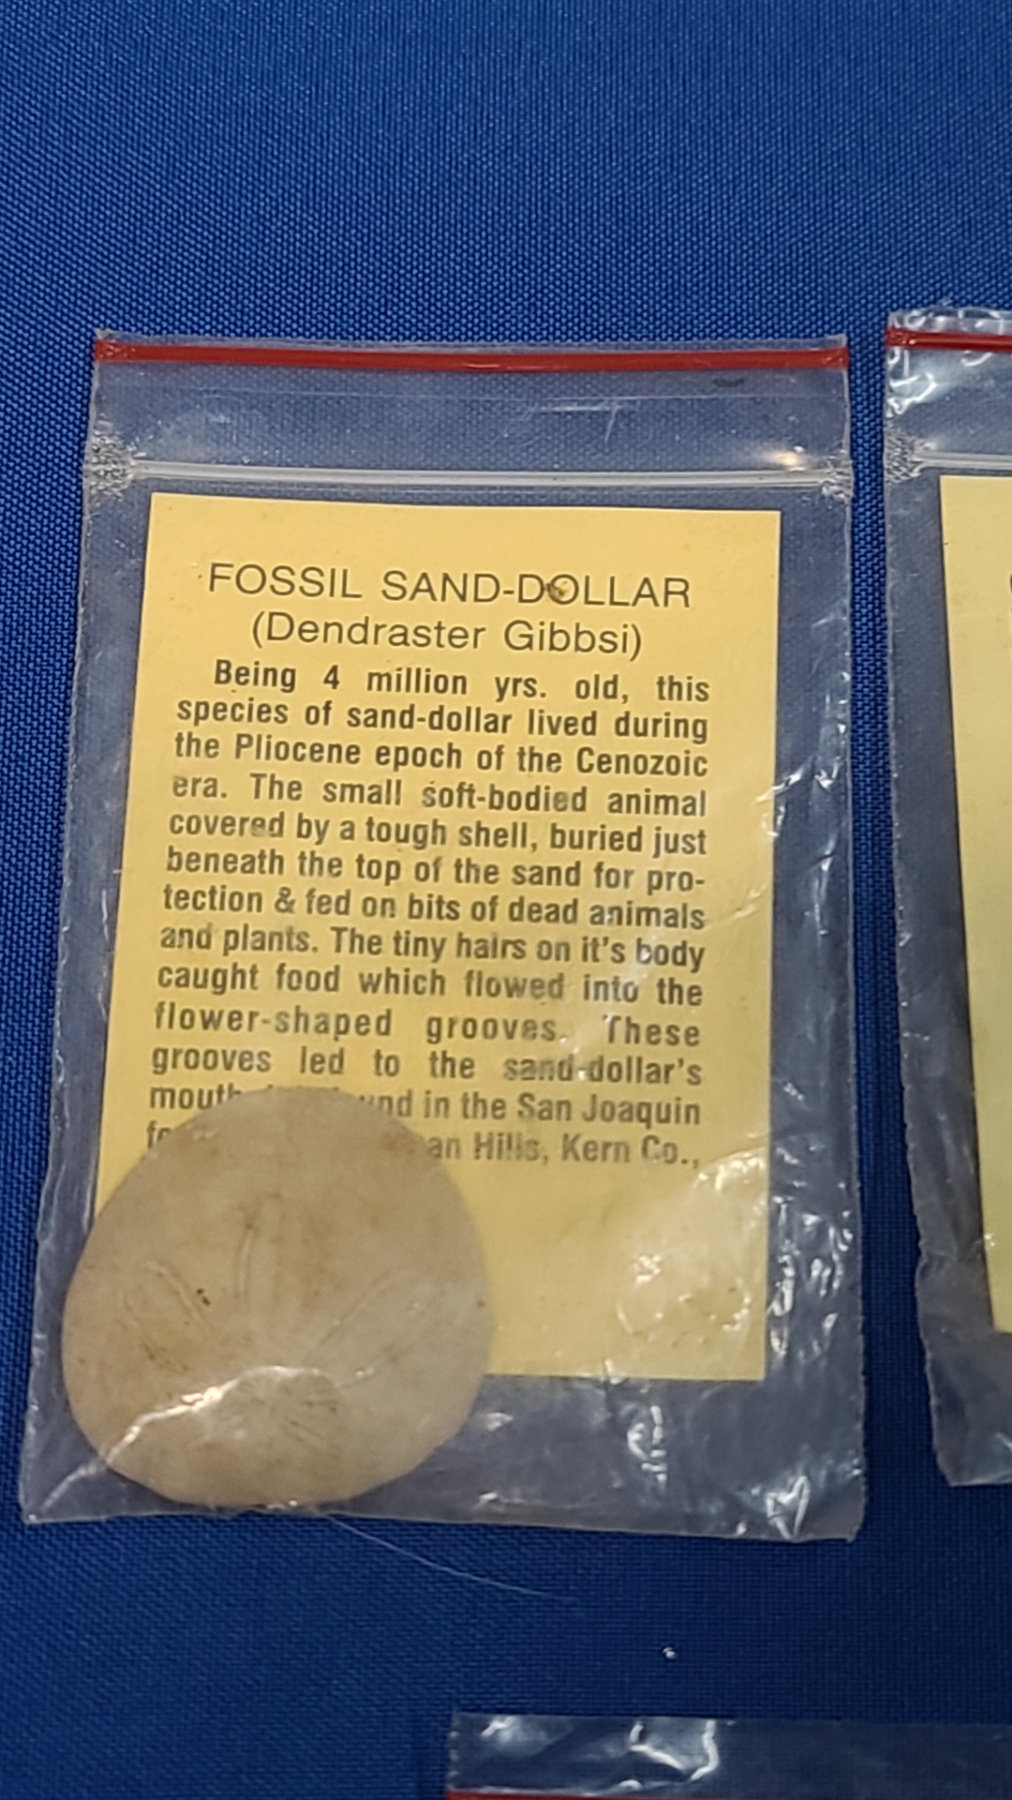 FOSSIL SAND-DOLLAR
(Dendraster Gibbsi)
Being 4 million yrs. old, this
species of sand-dollar lived during
the Pliocene epoch of the Cenozoic
era. The small soft-bodied animal
covered by a tough shell, buried just
beneath the top of the sand for pro-
tection & fed on bits of dead animals
and plants. The tiny hairs on it's body
caught food which flowed into the
flower-shaped grooves. These
grooves led to the sand-dollar's
in the San Joaquin
Hills, Kern Co.,